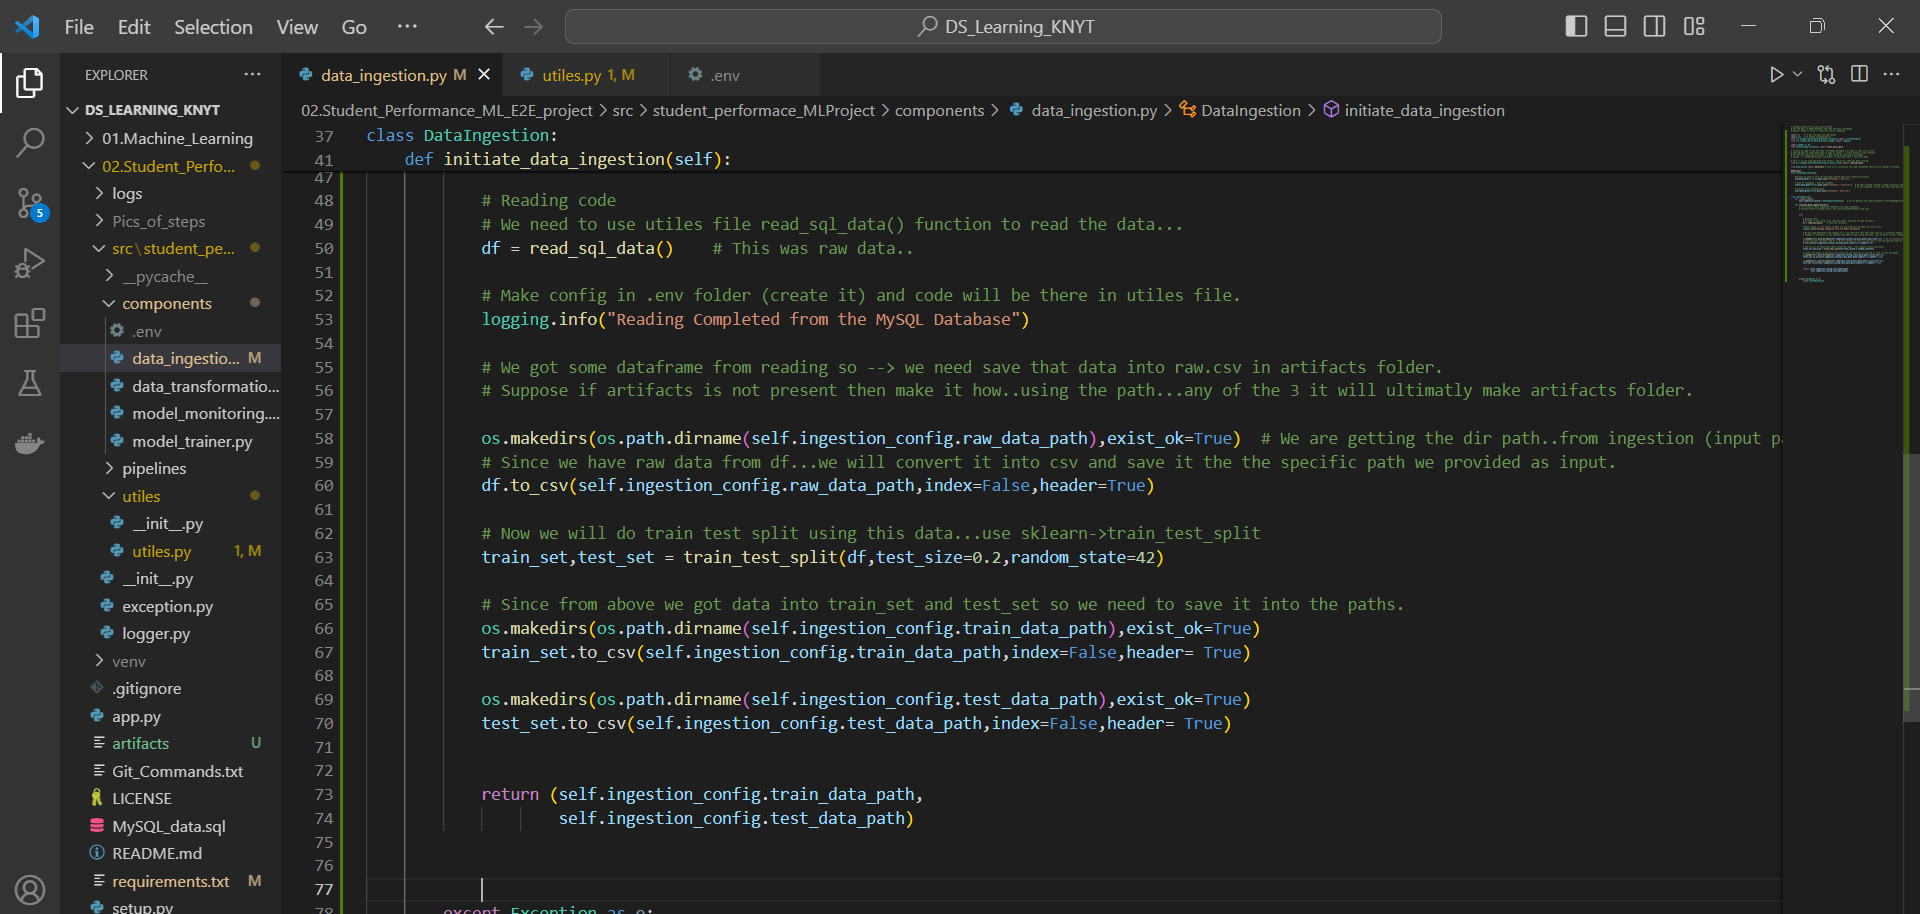 File Edit Selection View Go ··· DS_Learning_KNYT
EXPLORER ···
DS_LEARNING_KNYT
01.Machine_Learning
02.Student_Perfo...
logs
Pics_of_steps
src\student_pe...
__pycache__
components
.env
data_ingestio... M
data_transformatio...
model_monitoring....
model_trainer.py
pipelines
utiles
__init__.py
utiles.py 1, M
__init__.py
exception.py
logger.py
venv
.gitignore
app.py
artifacts U
Git_Commands.txt
LICENSE
MySQL_data.sql
README.md
requirements.txt M
setup.py
5
data_ingestion.py M
utiles.py 1, M
.env
02.Student_Performance_ML_E2E_project > src > student_performace_MLProject > components > data_ingestion.py > DataIngestion > initiate_data_ingestion
37 class DataIngestion:
41 def initiate_data_ingestion(self):
47
48 # Reading code
49 # We need to use utiles file read_sql_data() function to read the data...
50 df = read_sql_data() # This was raw data..
51
52 # Make config in .env folder (create it) and code will be there in utiles file.
53 logging.info("Reading Completed from the MySQL Database")
54
55 # We got some dataframe from reading so --> we need save that data into raw.csv in artifacts folder.
56 # Suppose if artifacts is not present then make it how..using the path...any of the 3 it will ultimatly make artifacts folder.
57
58 os.makedirs(os.path.dirname(self.ingestion_config.raw_data_path),exist_ok=True) # We are getting the dir path..from ingestion (input p
59 # Since we have raw data from df...we will convert it into csv and save it the the specific path we provided as input.
60 df.to_csv(self.ingestion_config.raw_data_path,index=False,header=True)
61
62 # Now we will do train test split using this data...use sklearn->train_test_split
63 train_set,test_set = train_test_split(df,test_size=0.2,random_state=42)
64
65 # Since from above we got data into train_set and test_set so we need to save it into the paths.
66 os.makedirs(os.path.dirname(self.ingestion_config.train_data_path),exist_ok=True)
67 train_set.to_csv(self.ingestion_config.train_data_path,index=False,header= True)
68
69 os.makedirs(os.path.dirname(self.ingestion_config.test_data_path),exist_ok=True)
70 test_set.to_csv(self.ingestion_config.test_data_path,index=False,header= True)
71
72
73 return (self.ingestion_config.train_data_path,
74 self.ingestion_config.test_data_path)
75
76
77
78 except Exception as e: